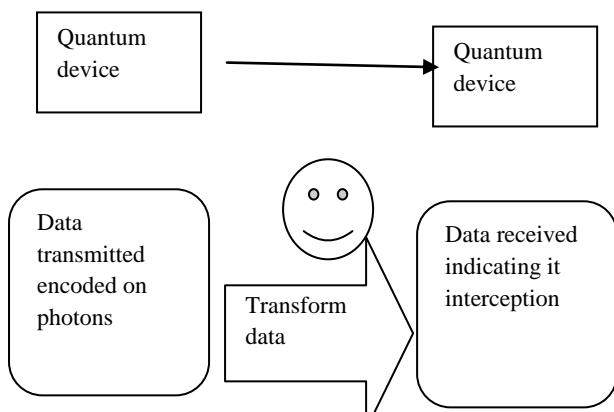 Quantum
device
Quantum
device
Data
transmitted
encoded on
photons
Transform
data
Data received
indicating it
interception